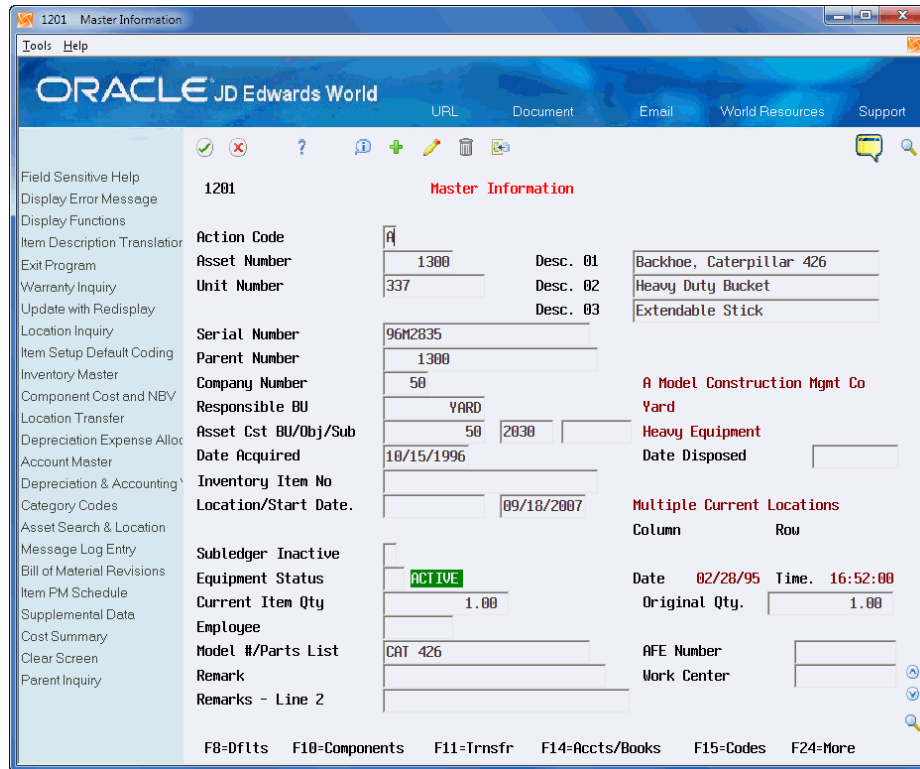 1201 Master Information
Tools Help
ORACLE JD Edwards World
URL Document Email World Resources Support
Field Sensitive Help
Display Error Message
Display Functions
Item Description Translation
Exit Program
Warranty Inquiry
Update with Redisplay
Location Inquiry
Item Setup Default Coding
Inventory Master
Component Cost and NBV
Location Transfer
Depreciation Expense Alloc
Account Master
Depreciation & Accounting
Category Codes
Asset Search & Location
Message Log Entry
Bill of Material Revisions
Item PM Schedule
Supplemental Data
Cost Summary
Clear Screen
Parent Inquiry
1201 Master Information
Action Code A
Asset Number 1300 Desc. 01 Backhoe, Caterpillar 426
Unit Number 337 Desc. 02 Heavy Duty Bucket
Desc. 03 Extendable Stick
Serial Number 96M2835
Parent Number 1300
Company Number 50 A Model Construction Mgmt Co
Responsible BU YARD Yard
Asset Cst BU/Obj/Sub 50 2030 Heavy Equipment
Date Acquired 10/15/1996 Date Disposed
Inventory Item No
Location/Start Date. 09/18/2007 Multiple Current Locations
Column Row
Subledger Inactive
Equipment Status ACTIVE Date 02/28/95 Time. 16:52:00
Current Item Qty 1.00 Original Qty. 1.00
Employee
Model #/Parts List CAT 426 AFE Number
Remark Work Center
Remarks - Line 2
F8=Dflts F10=Components F11=Trnsfr F14=Accts/Books F15=Codes F24=More